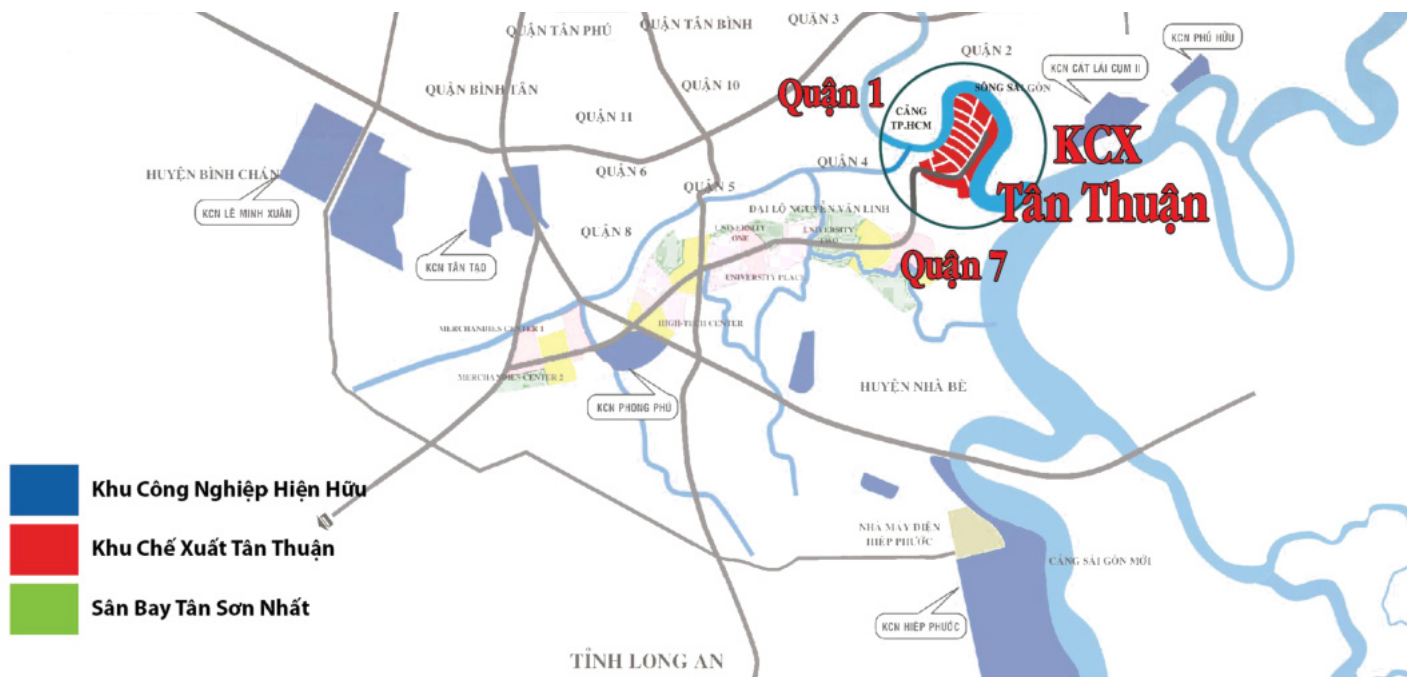 QUẬN TÂN PHÚ
QUẬN TÂN BÌNH
QUẬN 3
QUẬN 2
KCN PHÚ HỮU
KCN CÁT LÁI CỤM II
QUẬN BÌNH TÂN
QUẬN 10
Quận 1
SÔNG SÀI GÒN
CẢNG
TP.HCM
QUẬN 11
KCX
Tân Thuận
HUYỆN BÌNH CHÁN
QUẬN 6
QUẬN 5
QUẬN 4
KCN LÊ MINH XUÂN
ĐẠI LỘ NGUYỄN VĂN LINH
QUẬN 8
ONE
UNIVERSITY
KCN TÂN TẠO
UNIVERSITY PLACE
Quận 7
MERCHANDIES CENTER 1
HIGH-TECH CENTER
MERCHANDIES CENTER 2
HUYỆN NHÀ BÈ
KCN PHONG PHÚ
Khu Công Nghiệp Hiện Hữu
Khu Chế Xuất Tân Thuận
Sân Bay Tân Sơn Nhất
NHÀ MÁY ĐIỆN
HIỆP PHƯỚC
CẢNG SÀI GÒN MỚI
KCN HIỆP PHƯỚC
TỈNH LONG AN